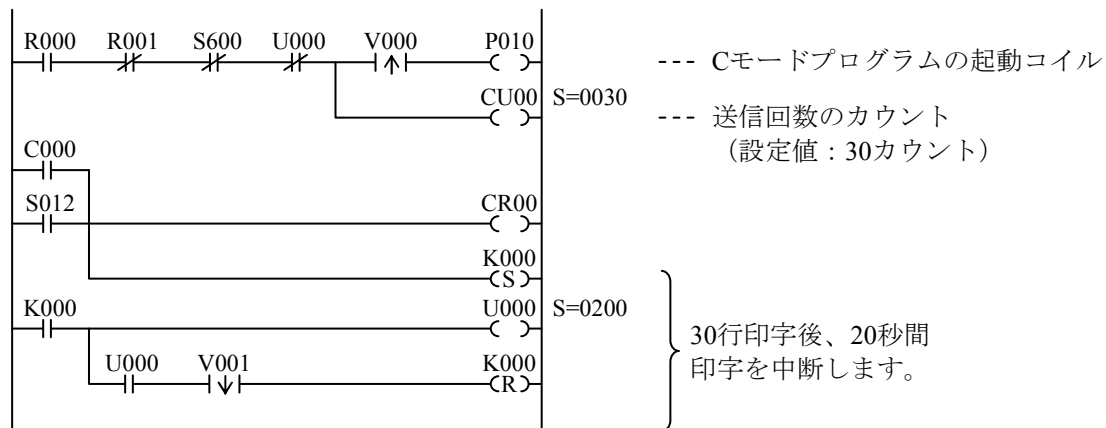 R000 R001 S600 U000 V000 P010
--- Cモードプログラムの起動コイル
CU00 S=0030
--- 送信回数のカウント
(設定値:30カウント)
C000
S012 CR00
K000
S
K000 U000 S=0200
30行印字後、20秒間
印字を中断します。
U000 V001 K000
R